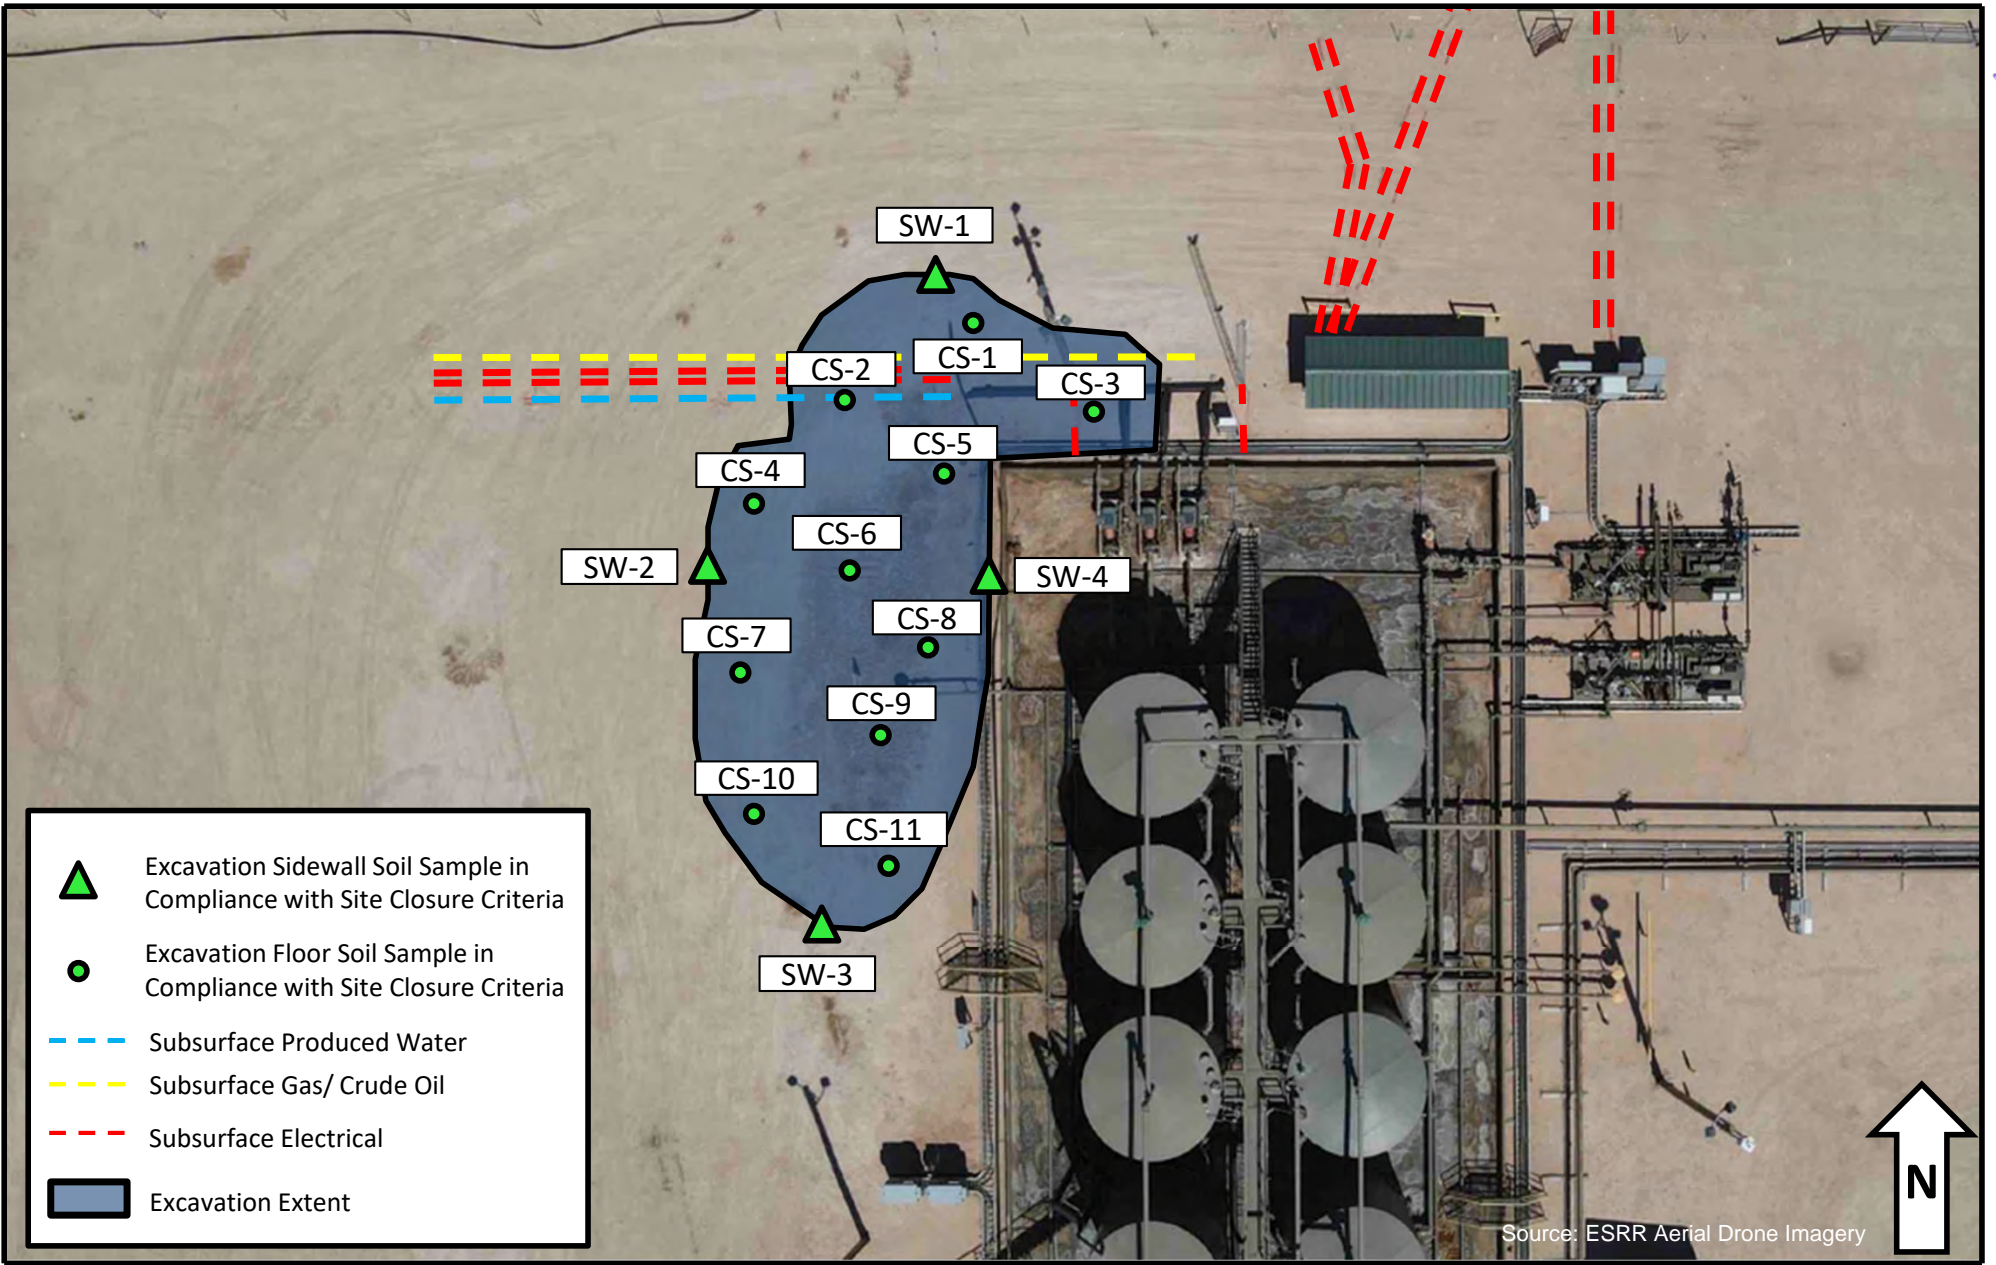 SW-1
CS-1
CS-2
CS-3
CS-5
CS-4
CS-6
SW-2
SW-4
CS-8
CS-7
CS-9
CS-10
CS-11
SW-3
Excavation Sidewall Soil Sample in
Compliance with Site Closure Criteria
Excavation Floor Soil Sample in
Compliance with Site Closure Criteria
Subsurface Produced Water
Subsurface Gas/ Crude Oil
Subsurface Electrical
Excavation Extent
N
Source: ESRR Aerial Drone Imagery